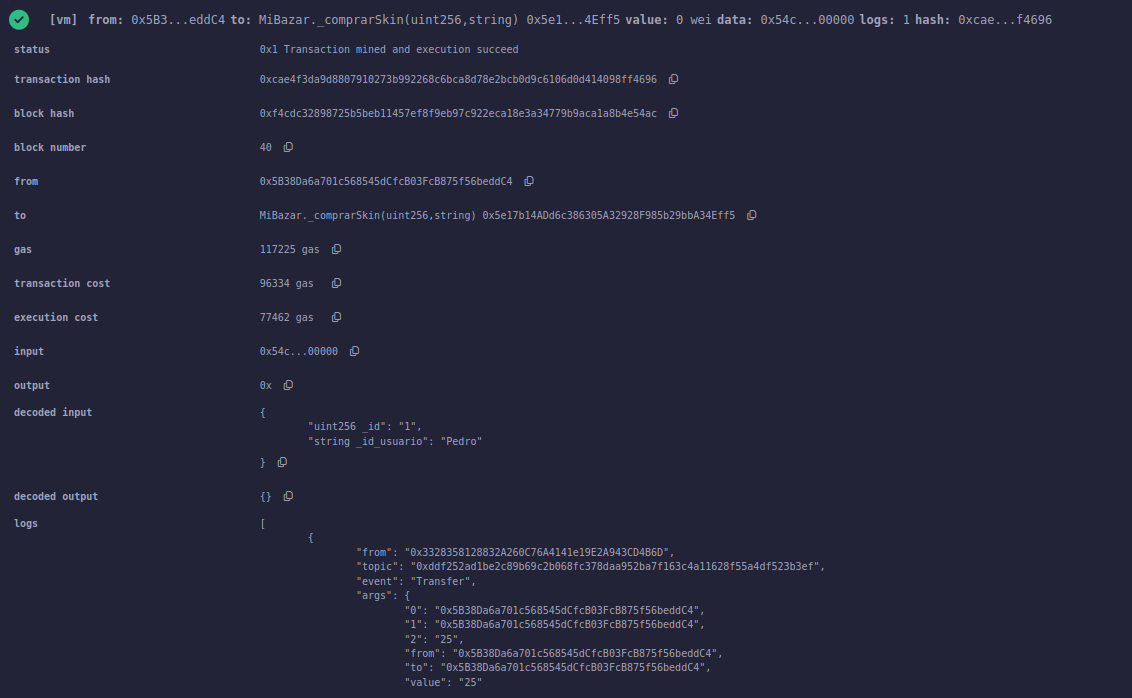 [vm] from: 0x5B3...eddC4 to: MiBazar._comprarSkin(uint256,string) 0x5e1...4Eff5 value: 0 wei data: 0x54c...00000 logs: 1 hash: 0xcae...f4696
status 0x1 Transaction mined and execution succeed
transaction hash 0xcae4f3da9d8807910273b992268c6bca8d78e2bcb0d9c6106d0d414098ff4696
block hash 0xf4cdc32898725b5beb11457ef8f9eb97c922eca18e3a34779b9aca1a8b4e54ac
block number 40
from 0x5B38Da6a701c568545dCfcB03FcB875f56beddC4
to MiBazar._comprarSkin(uint256,string) 0x5e17b14ADd6c386305A32928F985b29bbA34Eff5
gas 117225 gas
transaction cost 96334 gas
execution cost 77462 gas
input 0x54c...00000
output 0x
decoded input {
"uint256 _id": "1",
"string _id_usuario": "Pedro"
}
decoded output {}
logs [
{
"from": "0x3328358128832A260C76A4141e19E2A943CD4B6D",
"topic": "0xddf252ad1be2c89b69c2b068fc378daa952ba7f163c4a11628f55a4df523b3ef",
"event": "Transfer",
"args": {
"0": "0x5B38Da6a701c568545dCfcB03FcB875f56beddC4",
"1": "0x5B38Da6a701c568545dCfcB03FcB875f56beddC4",
"2": "25",
"from": "0x5B38Da6a701c568545dCfcB03FcB875f56beddC4",
"to": "0x5B38Da6a701c568545dCfcB03FcB875f56beddC4",
"value": "25"